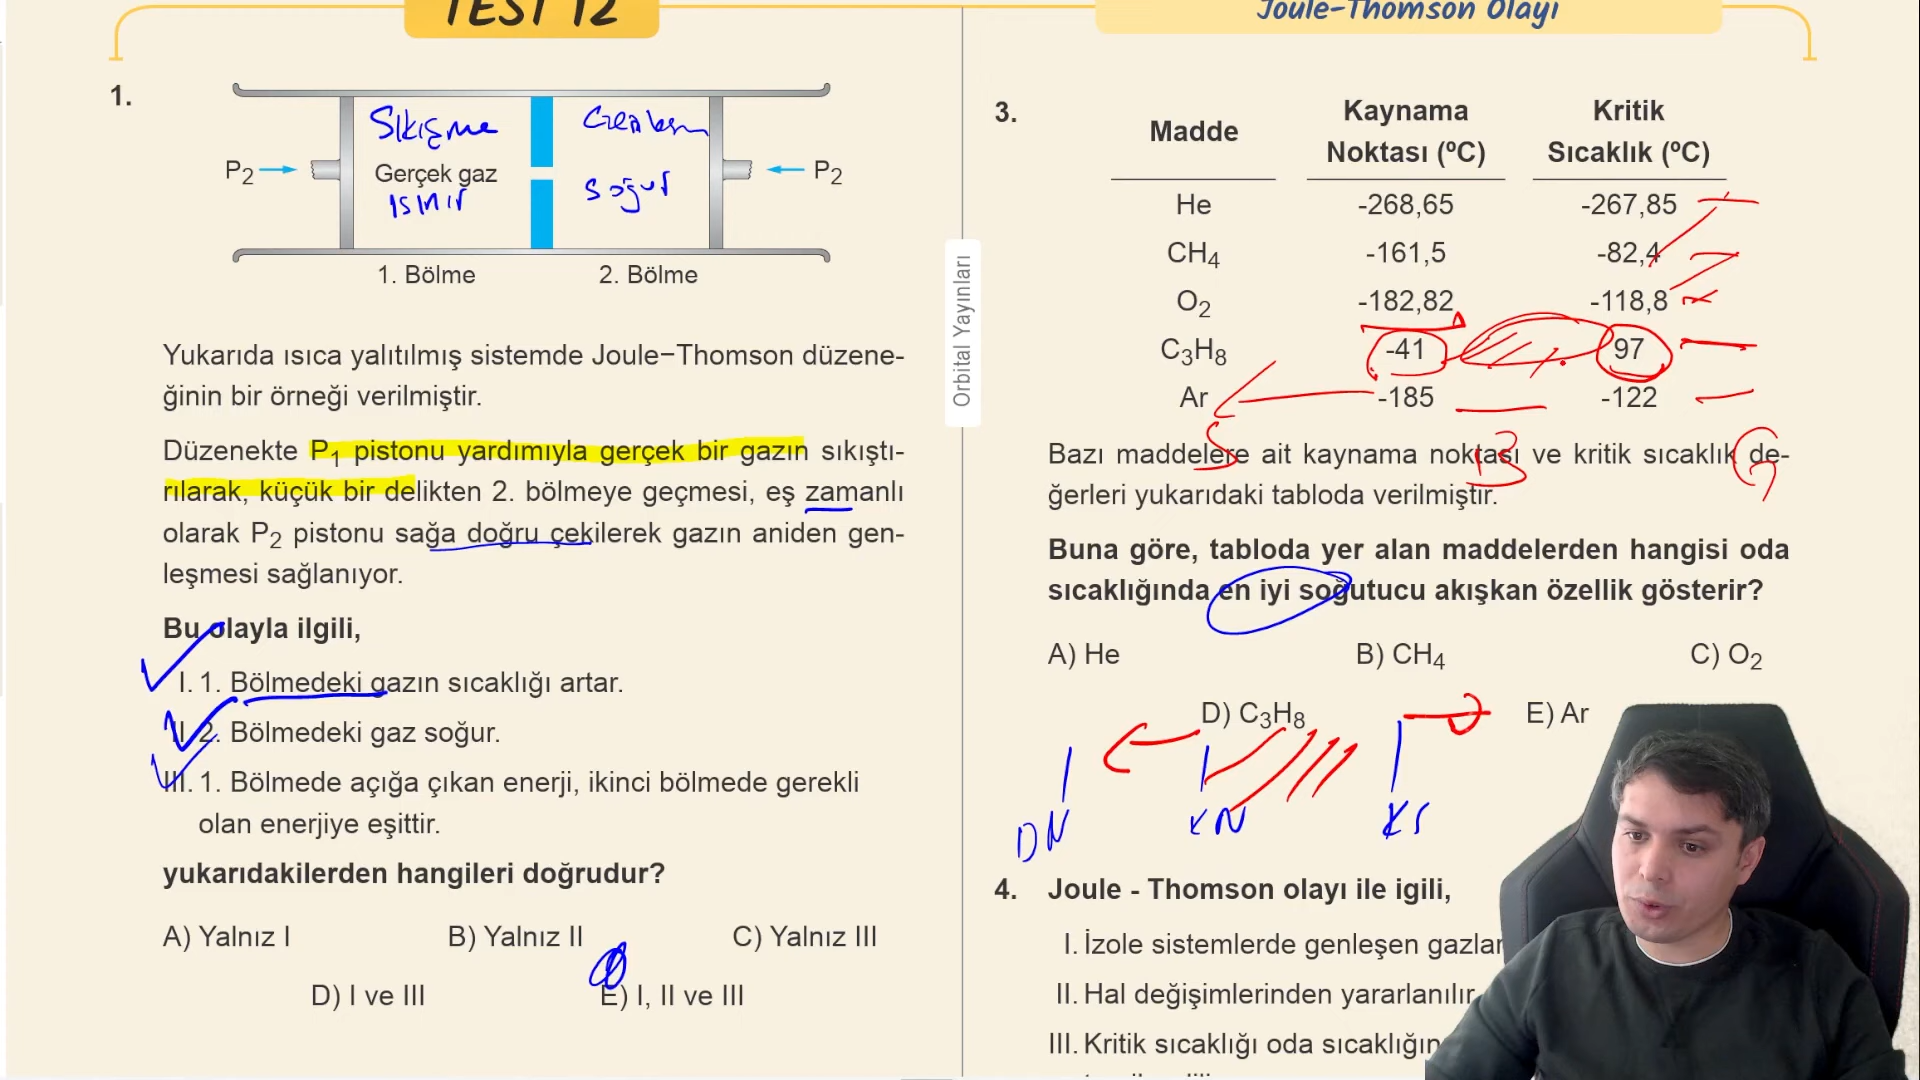 TEST 12
Joule-Thomson Olayı
1.
Sıkışme
Genleşm
P2
Gerçek gaz
P2
ısınır
soğur
1. Bölme
2. Bölme
Yukarıda ısıca yalıtılmış sistemde Joule−Thomson düzene-
ğinin bir örneği verilmiştir.
Düzenekte P1 pistonu yardımıyla gerçek bir gazın sıkıştı-
rılarak, küçük bir delikten 2. bölmeye geçmesi, eş zamanlı
olarak P2 pistonu sağa doğru çekilerek gazın aniden gen-
leşmesi sağlanıyor.
Bu olayla ilgili,
I. 1. Bölmedeki gazın sıcaklığı artar.
II. 2. Bölmedeki gaz soğur.
III. 1. Bölmede açığa çıkan enerji, ikinci bölmede gerekli
olan enerjiye eşittir.
yukarıdakilerden hangileri doğrudur?
A) Yalnız I B) Yalnız II C) Yalnız III
D) I ve III E) I, II ve III
Orbital Yayınları
3.
Madde Kaynama Noktası (ºC) Kritik Sıcaklık (ºC)
He -268,65 -267,85
CH4 -161,5 -82,4
O2 -182,82 -118,8
C3H8 -41 97
Ar -185 -122
S B G
Bazı maddelere ait kaynama noktası ve kritik sıcaklık de-
ğerleri yukarıdaki tabloda verilmiştir.
Buna göre, tabloda yer alan maddelerden hangisi oda
sıcaklığında en iyi soğutucu akışkan özellik gösterir?
A) He B) CH4 C) O2
D) C3H8 E) Ar
DN KN KS
4. Joule - Thomson olayı ile igili,
I. İzole sistemlerde genleşen gazlar
II. Hal değişimlerinden yararlanılır
III. Kritik sıcaklığı oda sıcaklığın